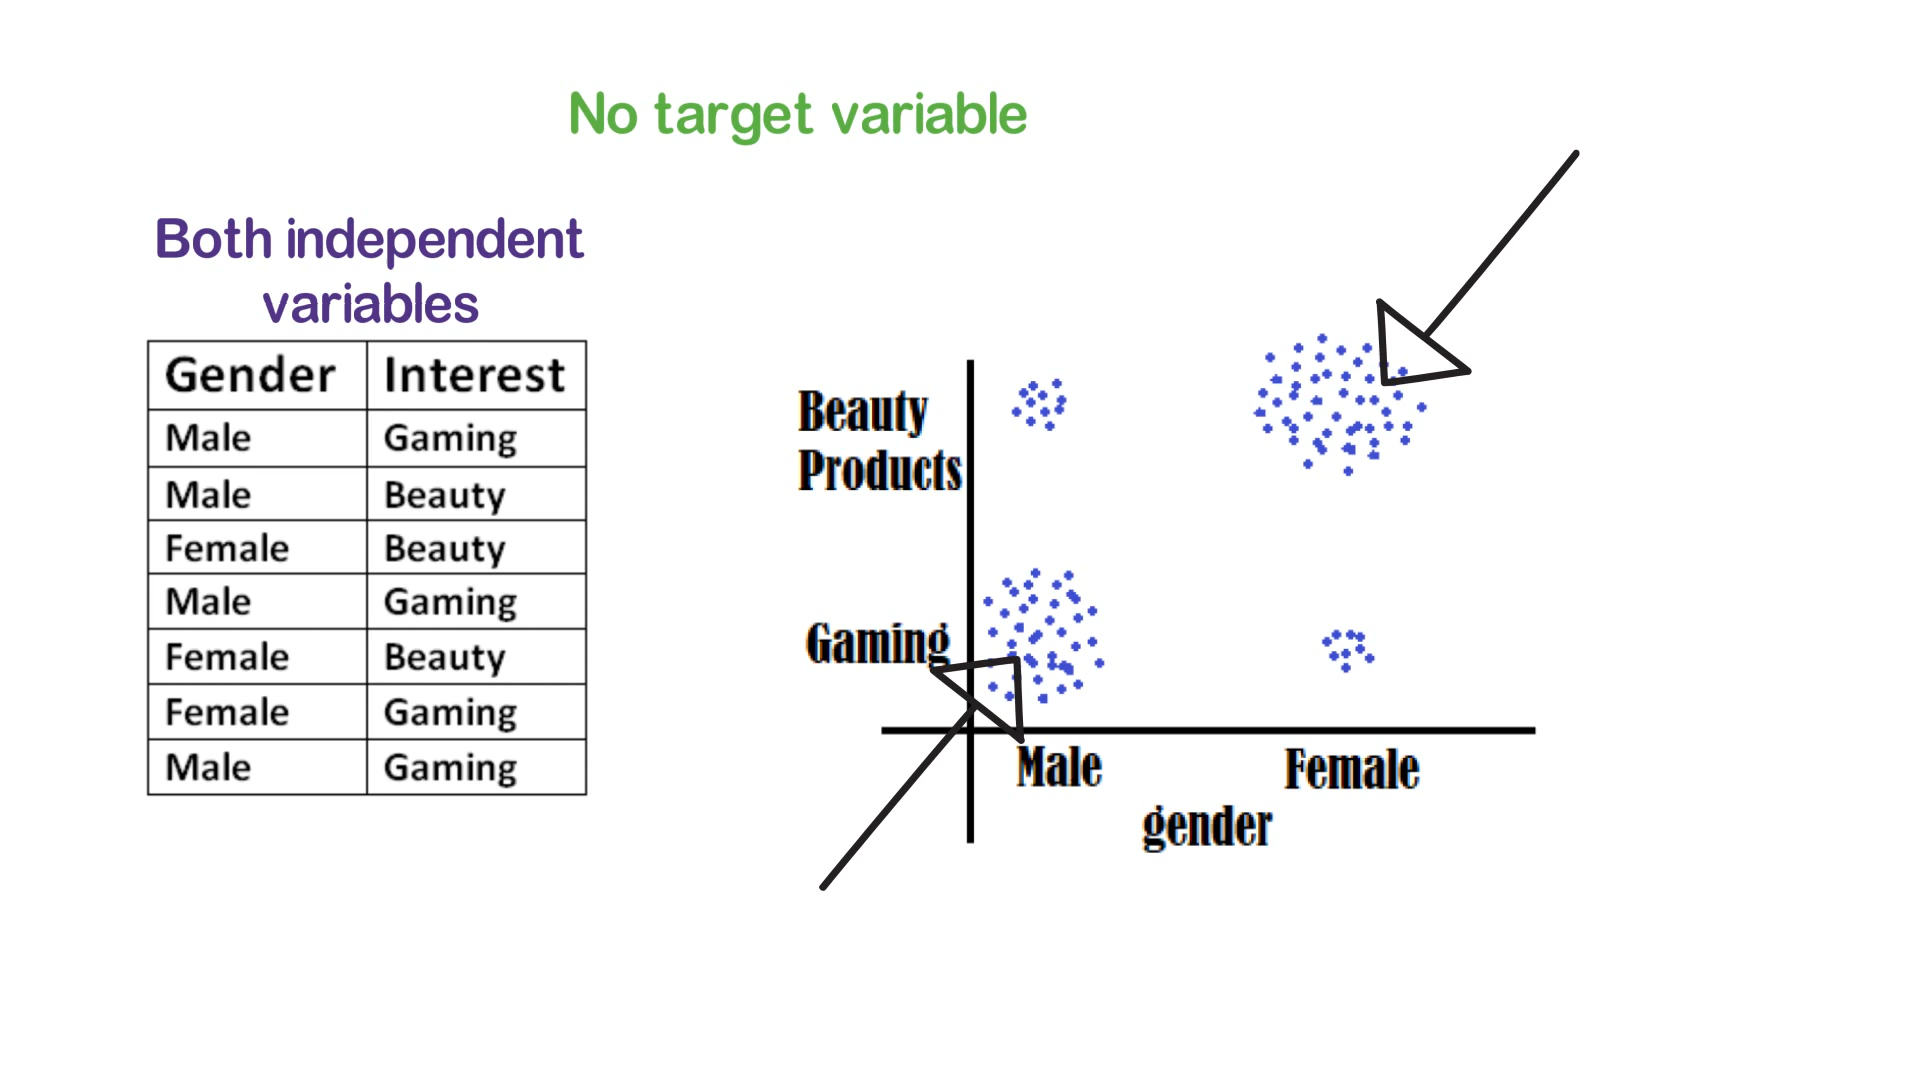 No target variable
Both independent
variables
Gender Interest
Male Gaming
Male Beauty
Female Beauty
Male Gaming
Female Beauty
Female Gaming
Male Gaming
Beauty
Products
Gaming
Male Female
gender